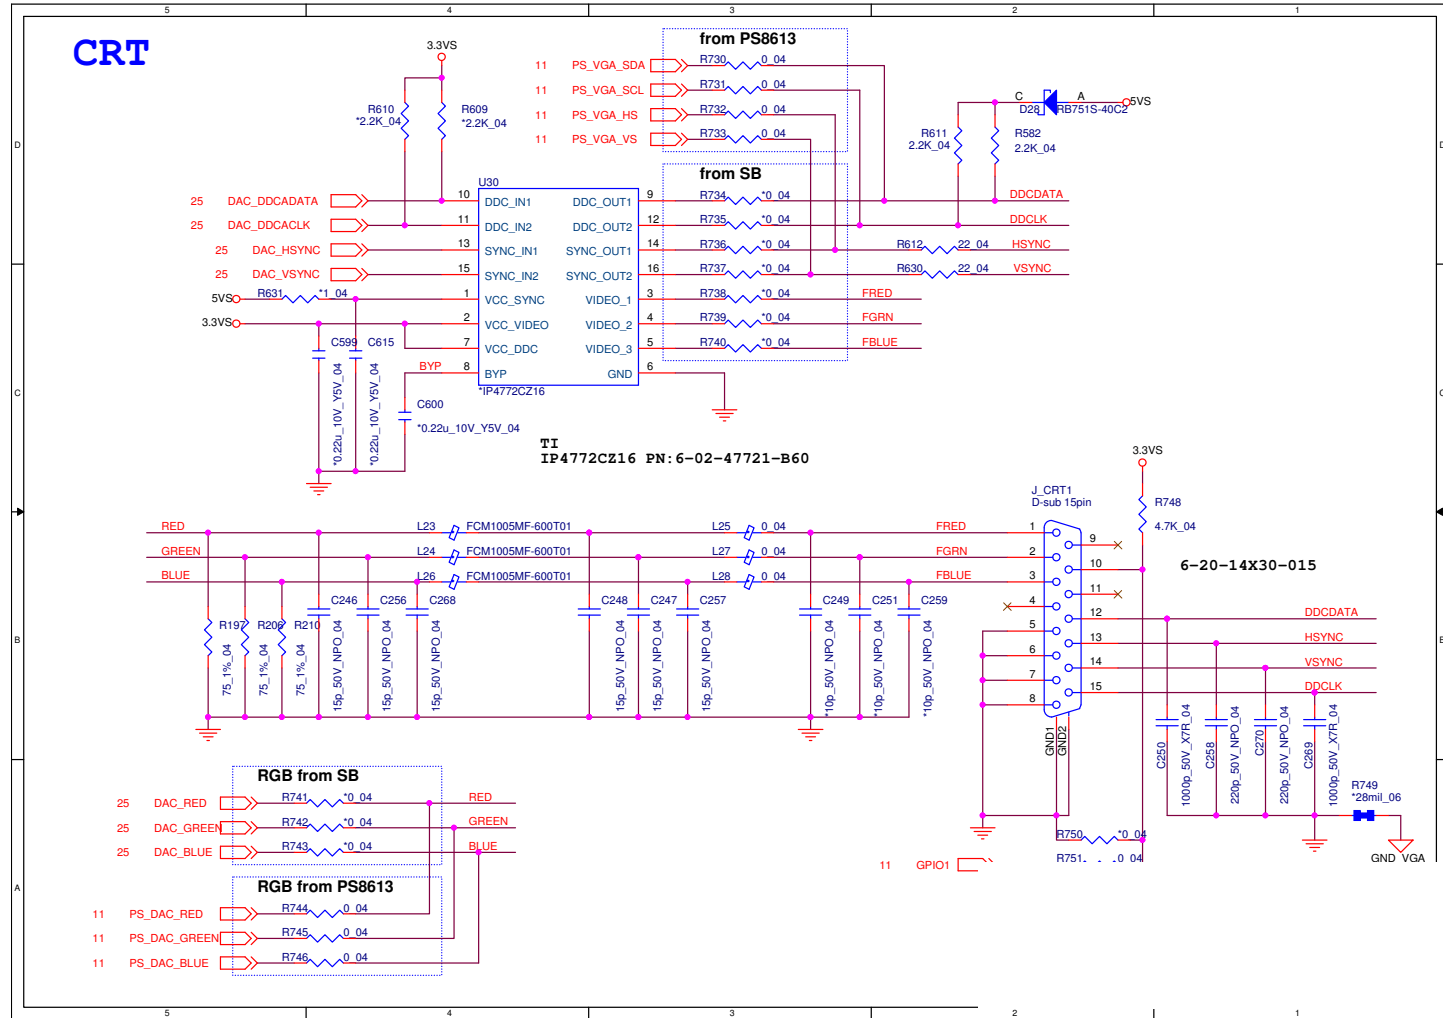 5 4 3 2 1
CRT
3.3VS
R610
*2.2K_04
R609
*2.2K_04
from PS8613
11 PS_VGA_SDA R730 0_04
11 PS_VGA_SCL R731 0_04
11 PS_VGA_HS R732 0_04
11 PS_VGA_VS R733 0_04
C A
D28 RB751S-40C2
5VS
R611
2.2K_04
R582
2.2K_04
D
from SB
U30
25 DAC_DDCADATA 10 DDC_IN1 DDC_OUT1 9 R734 *0_04 DDCDATA
25 DAC_DDCACLK 11 DDC_IN2 DDC_OUT2 12 R735 *0_04 DDCLK
25 DAC_HSYNC 13 SYNC_IN1 SYNC_OUT1 14 R736 *0_04 R612 22_04 HSYNC
25 DAC_VSYNC 15 SYNC_IN2 SYNC_OUT2 16 R737 *0_04 R630 22_04 VSYNC
5VS R631 *1_04 1 VCC_SYNC VIDEO_1 3 R738 *0_04 FRED
3.3VS 2 VCC_VIDEO VIDEO_2 4 R739 *0_04 FGRN
7 VCC_DDC VIDEO_3 5 R740 *0_04 FBLUE
BYP 8 BYP GND 6
*IP4772CZ16
C599
*0.22u_10V_Y5V_04
C615
*0.22u_10V_Y5V_04
C600
*0.22u_10V_Y5V_04
C
TI
IP4772CZ16 PN:6-02-47721-B60
3.3VS
R748
4.7K_04
J_CRT1
D-sub 15pin
6-20-14X30-015
RED L23 FCM1005MF-600T01 L25 0_04 FRED 1
GREEN L24 FCM1005MF-600T01 L27 0_04 FGRN 2
BLUE L26 FCM1005MF-600T01 L28 0_04 FBLUE 3
4
5
6
7
8
9
10
11
12 DDCDATA
13 HSYNC
14 VSYNC
15 DDCLK
GND1
GND2
R197
75_1%_04
R206
75_1%_04
R210
75_1%_04
C246
15p_50V_NPO_04
C256
15p_50V_NPO_04
C268
15p_50V_NPO_04
C248
15p_50V_NPO_04
C247
15p_50V_NPO_04
C257
15p_50V_NPO_04
C249
*10p_50V_NPO_04
C251
*10p_50V_NPO_04
C259
*10p_50V_NPO_04
C250
1000p_50V_X7R_04
C258
220p_50V_NPO_04
C270
220p_50V_NPO_04
C269
1000p_50V_X7R_04
R749
*28mil_06
GND_VGA
B
RGB from SB
25 DAC_RED R741 *0_04 RED
25 DAC_GREEN R742 *0_04 GREEN
25 DAC_BLUE R743 *0_04 BLUE
R750 *0_04
R751 0_04
11 GPIO1
A
RGB from PS8613
11 PS_DAC_RED R744 0_04
11 PS_DAC_GREEN R745 0_04
11 PS_DAC_BLUE R746 0_04
5 4 3 2 1